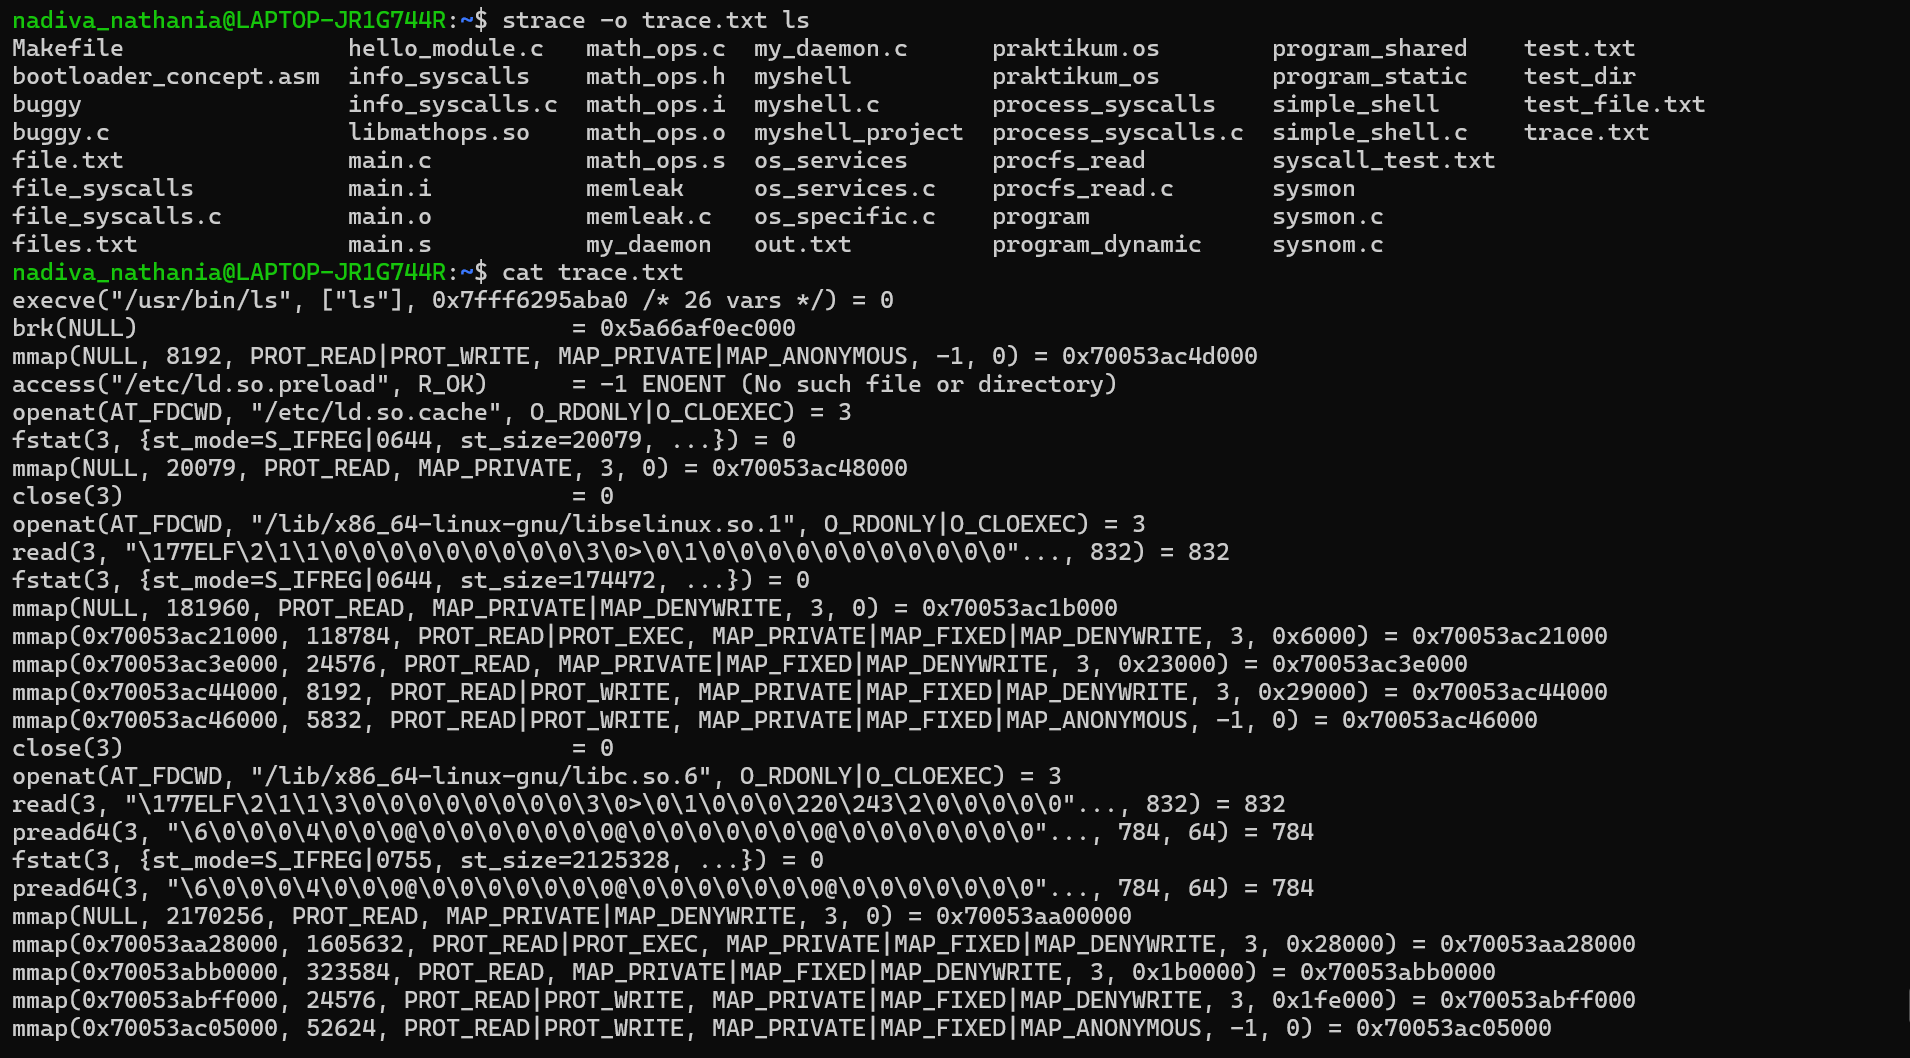 nadiva_nathania@LAPTOP-JR1G744R:~$ strace -o trace.txt ls
Makefile                hello_module.c   math_ops.c  my_daemon.c      praktikum.os        program_shared    test.txt
bootloader_concept.asm  info_syscalls    math_ops.h  myshell          praktikum_os        program_static    test_dir
buggy                   info_syscalls.c  math_ops.i  myshell.c        process_syscalls    simple_shell      test_file.txt
buggy.c                 libmathops.so    math_ops.o  myshell_project  process_syscalls.c  simple_shell.c    trace.txt
file.txt                main.c           math_ops.s  os_services      procfs_read         syscall_test.txt
file_syscalls           main.i           memleak     os_services.c    procfs_read.c       sysmon
file_syscalls.c         main.o           memleak.c   os_specific.c    program             sysmon.c
files.txt               main.s           my_daemon   out.txt          program_dynamic     sysnom.c
nadiva_nathania@LAPTOP-JR1G744R:~$ cat trace.txt
execve("/usr/bin/ls", ["ls"], 0x7fff6295aba0 /* 26 vars */) = 0
brk(NULL)                               = 0x5a66af0ec000
mmap(NULL, 8192, PROT_READ|PROT_WRITE, MAP_PRIVATE|MAP_ANONYMOUS, -1, 0) = 0x70053ac4d000
access("/etc/ld.so.preload", R_OK)      = -1 ENOENT (No such file or directory)
openat(AT_FDCWD, "/etc/ld.so.cache", O_RDONLY|O_CLOEXEC) = 3
fstat(3, {st_mode=S_IFREG|0644, st_size=20079, ...}) = 0
mmap(NULL, 20079, PROT_READ, MAP_PRIVATE, 3, 0) = 0x70053ac48000
close(3)                                = 0
openat(AT_FDCWD, "/lib/x86_64-linux-gnu/libselinux.so.1", O_RDONLY|O_CLOEXEC) = 3
read(3, "\177ELF\2\1\1\0\0\0\0\0\0\0\0\0\3\0>\0\1\0\0\0\0\0\0\0\0\0\0\0"..., 832) = 832
fstat(3, {st_mode=S_IFREG|0644, st_size=174472, ...}) = 0
mmap(NULL, 181960, PROT_READ, MAP_PRIVATE|MAP_DENYWRITE, 3, 0) = 0x70053ac1b000
mmap(0x70053ac21000, 118784, PROT_READ|PROT_EXEC, MAP_PRIVATE|MAP_FIXED|MAP_DENYWRITE, 3, 0x6000) = 0x70053ac21000
mmap(0x70053ac3e000, 24576, PROT_READ, MAP_PRIVATE|MAP_FIXED|MAP_DENYWRITE, 3, 0x23000) = 0x70053ac3e000
mmap(0x70053ac44000, 8192, PROT_READ|PROT_WRITE, MAP_PRIVATE|MAP_FIXED|MAP_DENYWRITE, 3, 0x29000) = 0x70053ac44000
mmap(0x70053ac46000, 5832, PROT_READ|PROT_WRITE, MAP_PRIVATE|MAP_FIXED|MAP_ANONYMOUS, -1, 0) = 0x70053ac46000
close(3)                                = 0
openat(AT_FDCWD, "/lib/x86_64-linux-gnu/libc.so.6", O_RDONLY|O_CLOEXEC) = 3
read(3, "\177ELF\2\1\1\3\0\0\0\0\0\0\0\0\3\0>\0\1\0\0\0\220\243\2\0\0\0\0\0"..., 832) = 832
pread64(3, "\6\0\0\0\4\0\0\0@\0\0\0\0\0\0\0@\0\0\0\0\0\0\0@\0\0\0\0\0\0\0"..., 784, 64) = 784
fstat(3, {st_mode=S_IFREG|0755, st_size=2125328, ...}) = 0
pread64(3, "\6\0\0\0\4\0\0\0@\0\0\0\0\0\0\0@\0\0\0\0\0\0\0@\0\0\0\0\0\0\0"..., 784, 64) = 784
mmap(NULL, 2170256, PROT_READ, MAP_PRIVATE|MAP_DENYWRITE, 3, 0) = 0x70053aa00000
mmap(0x70053aa28000, 1605632, PROT_READ|PROT_EXEC, MAP_PRIVATE|MAP_FIXED|MAP_DENYWRITE, 3, 0x28000) = 0x70053aa28000
mmap(0x70053abb0000, 323584, PROT_READ, MAP_PRIVATE|MAP_FIXED|MAP_DENYWRITE, 3, 0x1b0000) = 0x70053abb0000
mmap(0x70053abff000, 24576, PROT_READ|PROT_WRITE, MAP_PRIVATE|MAP_FIXED|MAP_DENYWRITE, 3, 0x1fe000) = 0x70053abff000
mmap(0x70053ac05000, 52624, PROT_READ|PROT_WRITE, MAP_PRIVATE|MAP_FIXED|MAP_ANONYMOUS, -1, 0) = 0x70053ac05000